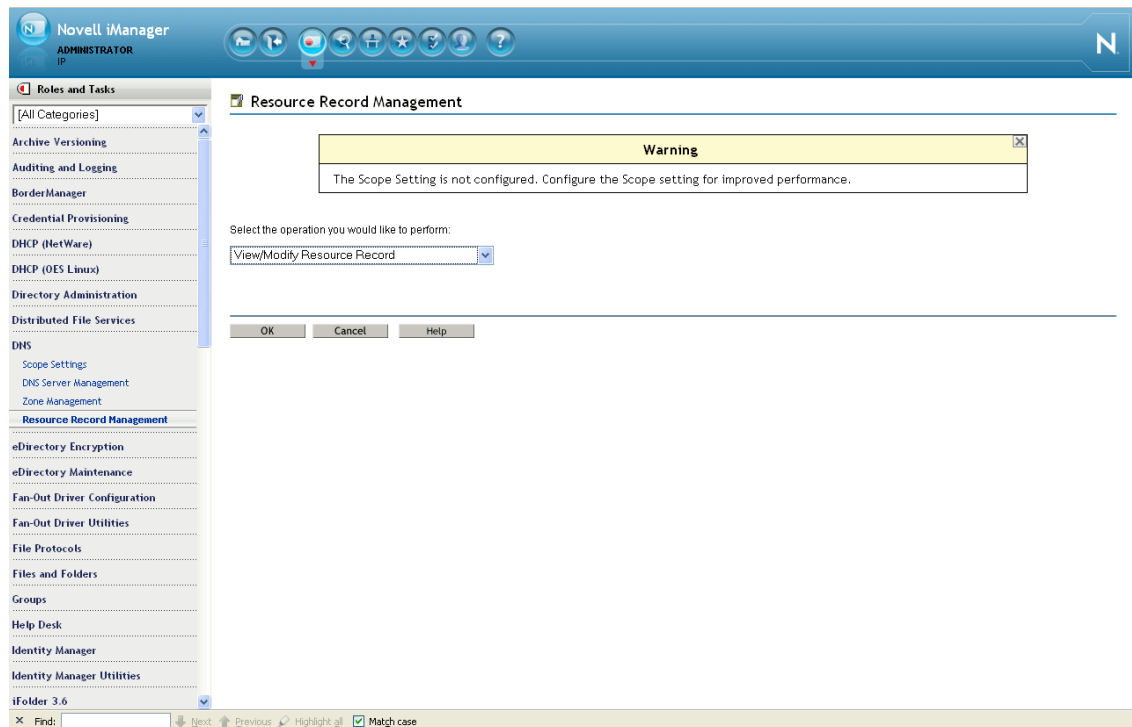 Novell iManager
ADMINISTRATOR
IP
N
N
?
Roles and Tasks
[All Categories]
Archive Versioning
Auditing and Logging
BorderManager
Credential Provisioning
DHCP (NetWare)
DHCP (OES Linux)
Directory Administration
Distributed File Services
DNS
Scope Settings
DNS Server Management
Zone Management
Resource Record Management
eDirectory Encryption
eDirectory Maintenance
Fan-Out Driver Configuration
Fan-Out Driver Utilities
File Protocols
Files and Folders
Groups
Help Desk
Identity Manager
Identity Manager Utilities
iFolder 3.6
Resource Record Management
Warning
The Scope Setting is not configured. Configure the Scope setting for improved performance.
Select the operation you would like to perform:
View/Modify Resource Record
OK Cancel Help
Find: Next Previous Highlight all Match case